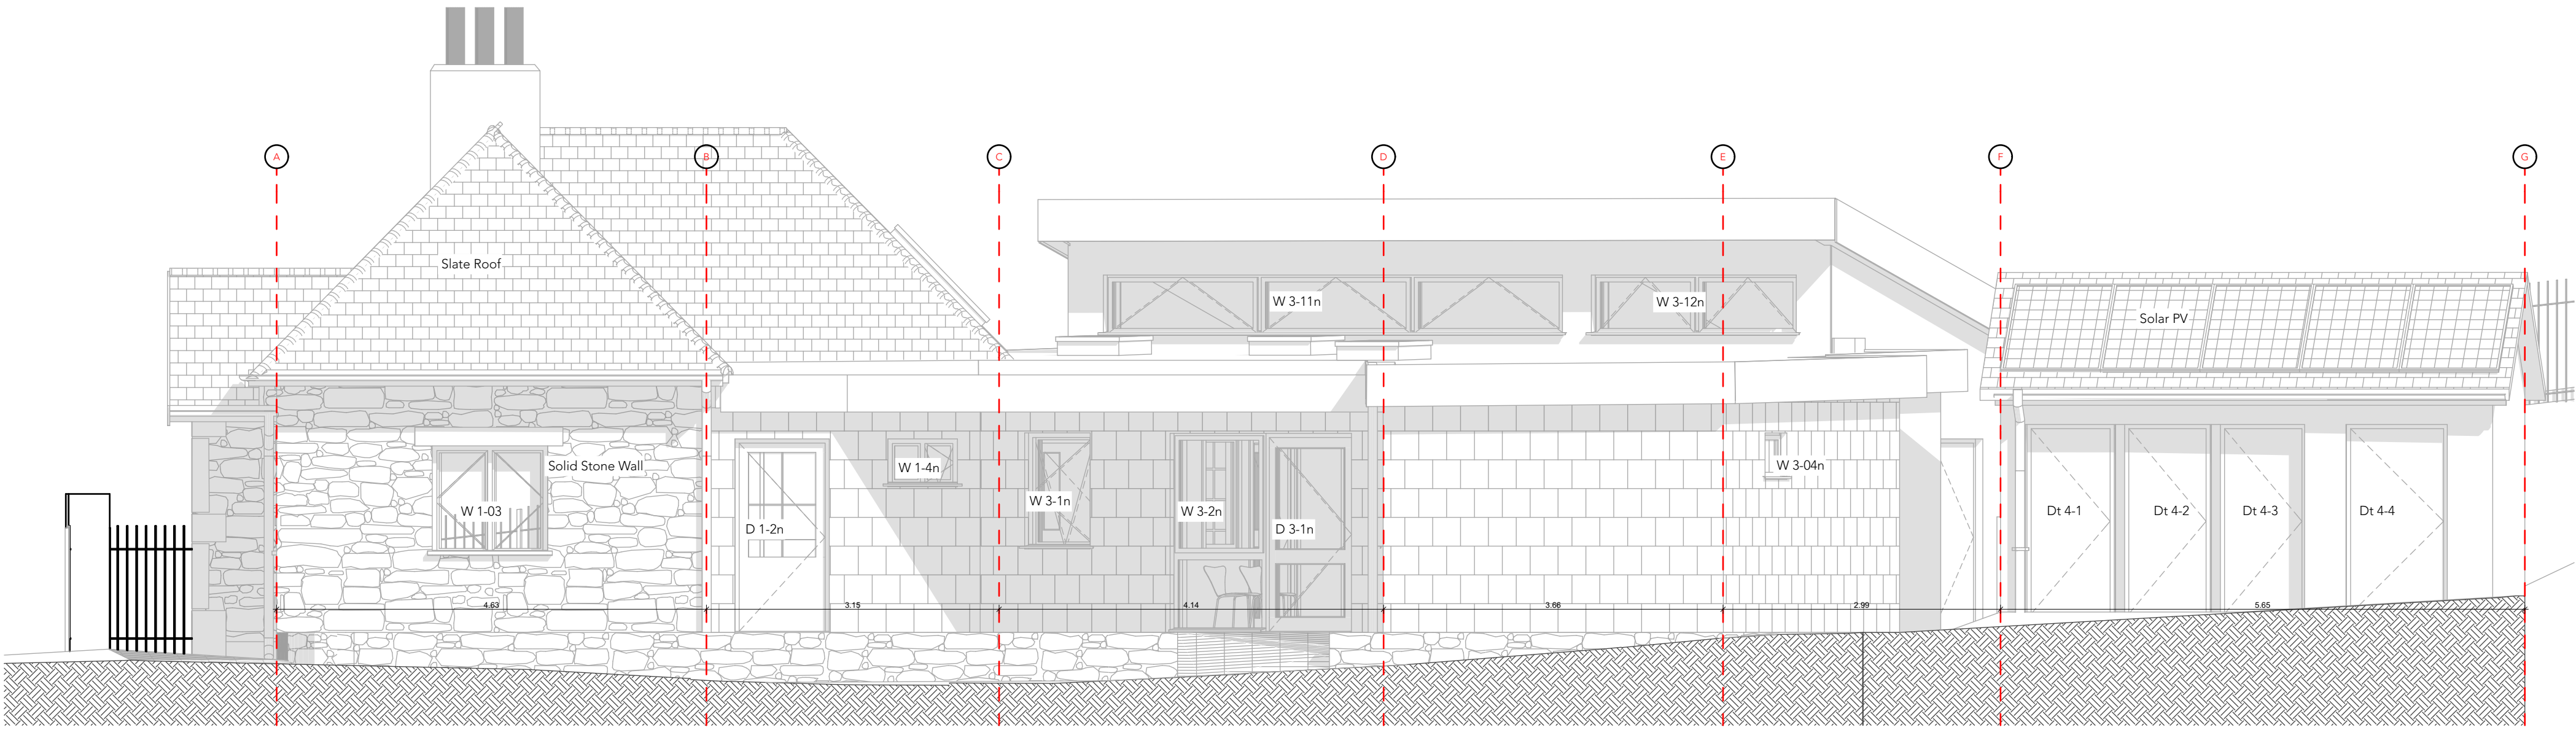 A
B
C
D
E
F
G
Slate Roof
W 3-11n
W 3-12n
Solar PV
Solid Stone Wall
W 1-03
D 1-2n
W 1-4n
W 3-1n
W 3-2n
D 3-1n
W 3-04n
Dt 4-1
Dt 4-2
Dt 4-3
Dt 4-4
4.63
3.15
4.14
3.66
2.99
5.65